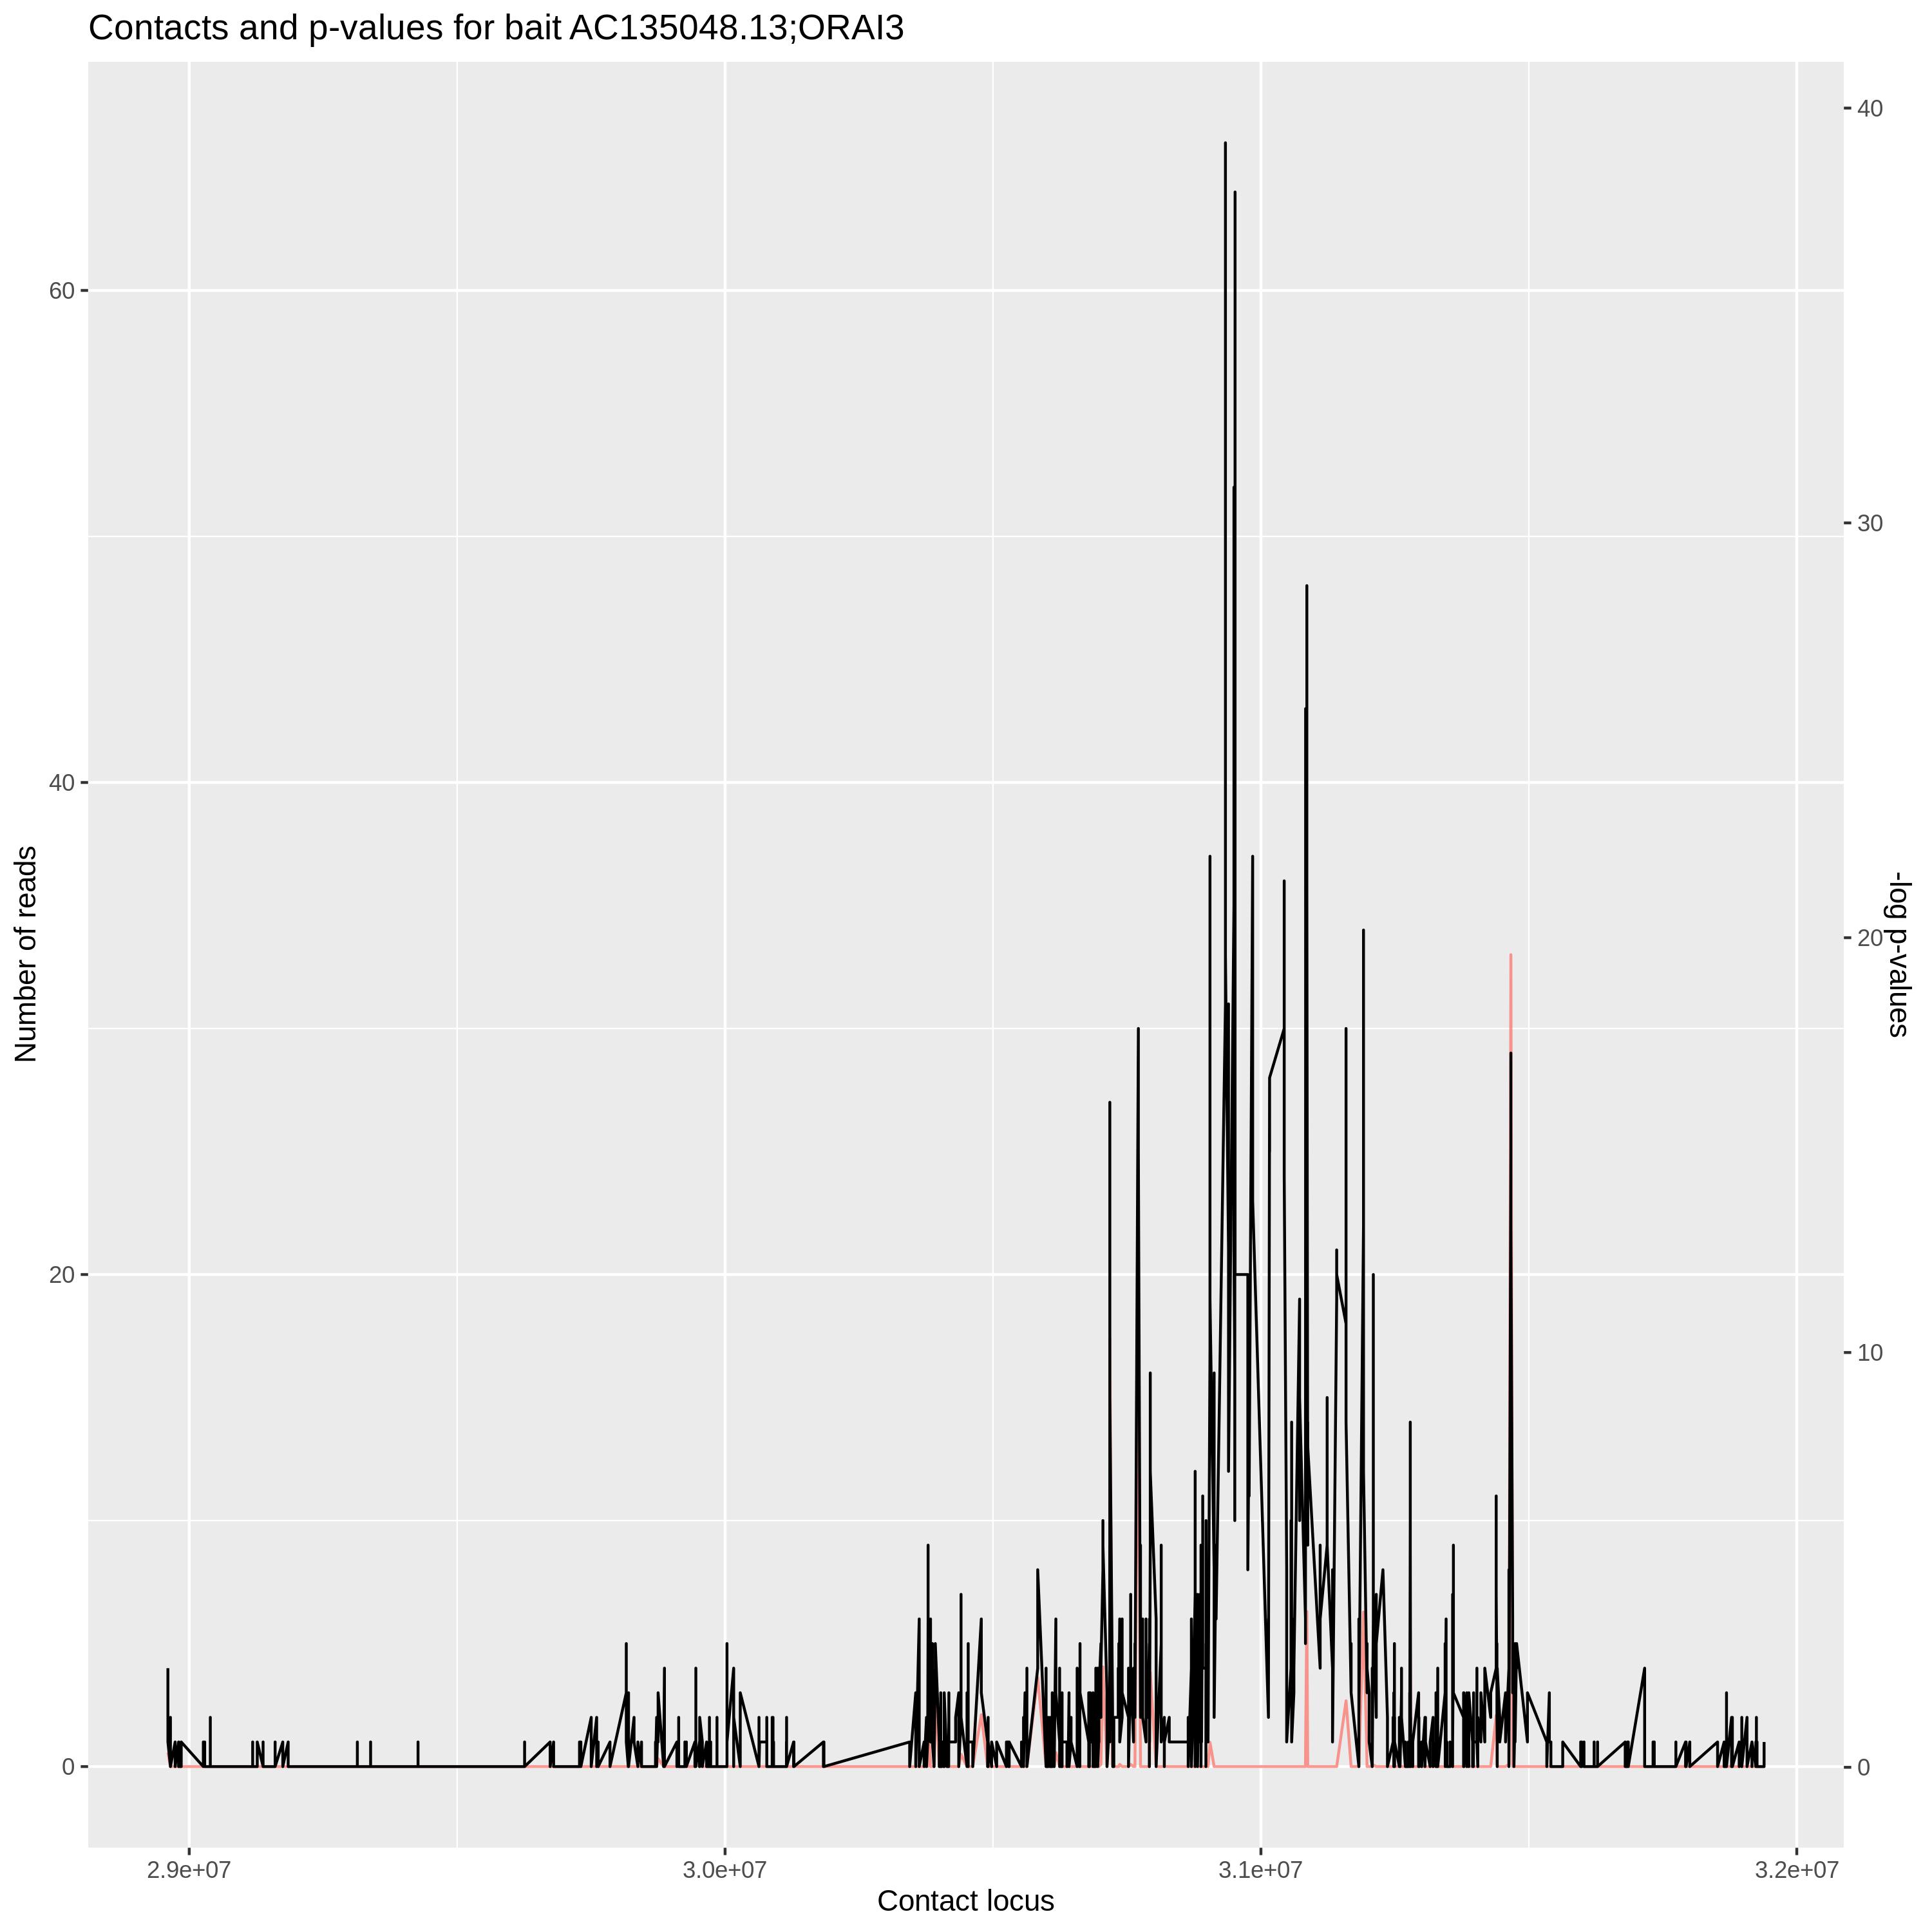 Contacts and p-values for bait AC135048.13;ORAI3
40
60
30
40
Number of reads
-log p-values
20
20
10
0
0
2.9e+07
3.0e+07
3.1e+07
3.2e+07
Contact locus